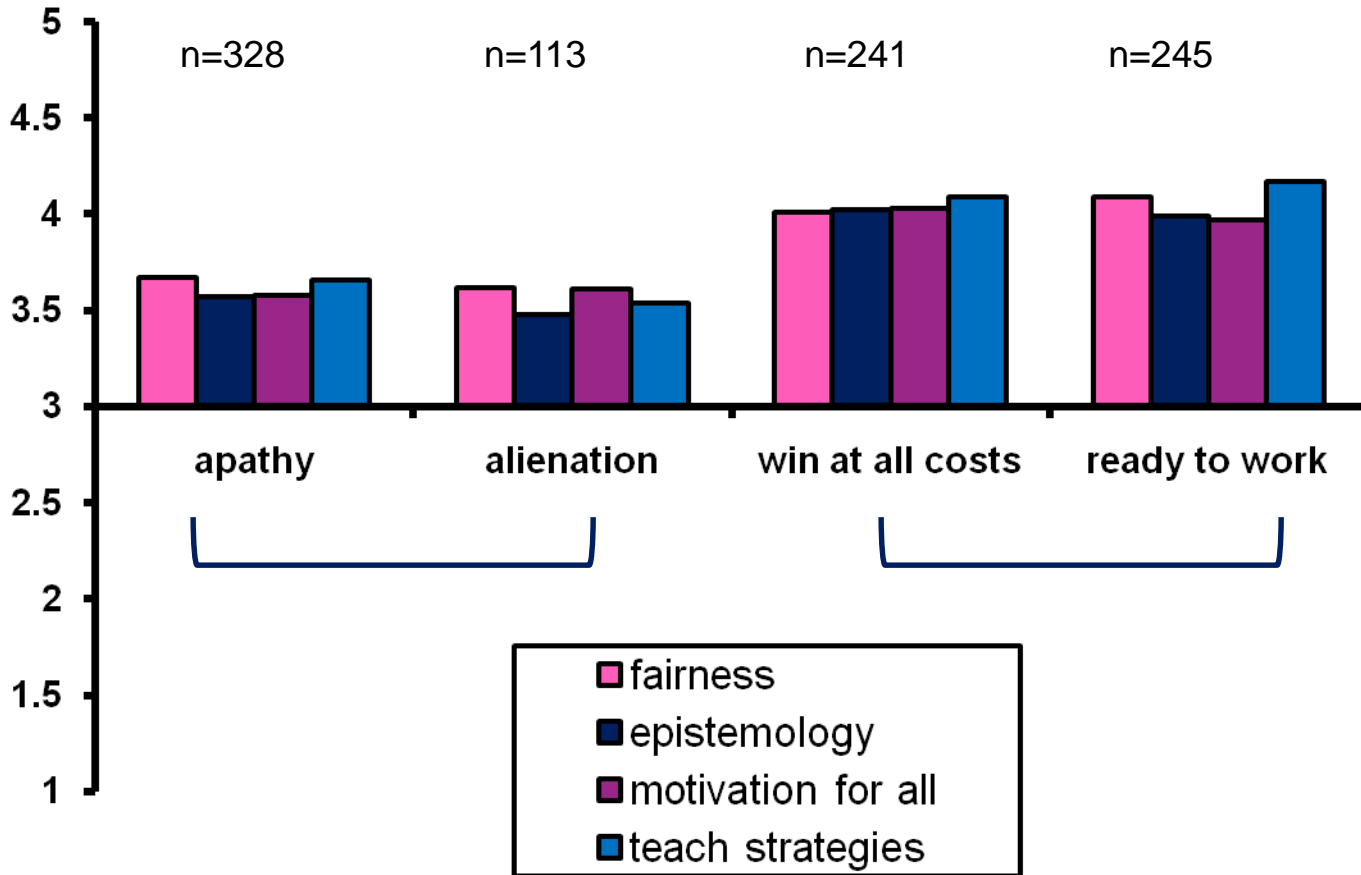 5
n=328 n=113 n=241 n=245
4.5
4
3.5
3
apathy alienation win at all costs ready to work
2.5
2
fairness
1.5
epistemology
motivation for all
1
teach strategies